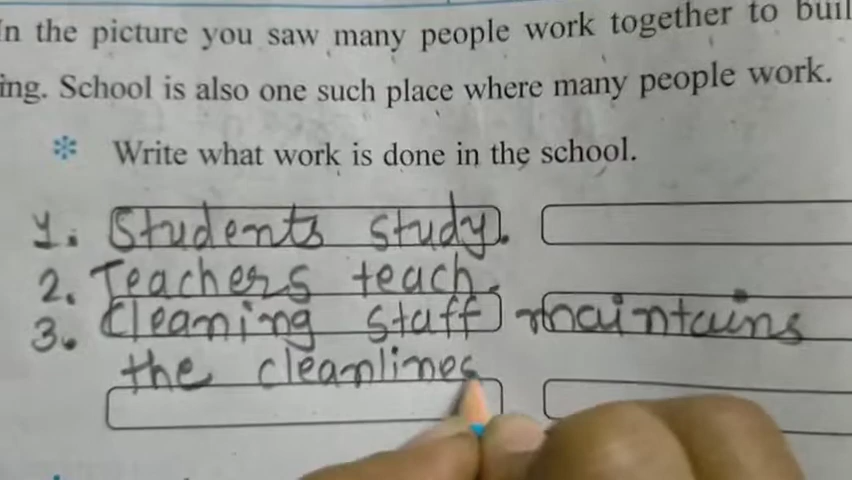 In the picture you saw many people work together to buil
ing. School is also one such place where many people work.
* Write what work is done in the school.
1. Students study.
2. Teachers teach.
3. Cleaning staff maintains
the cleanlines